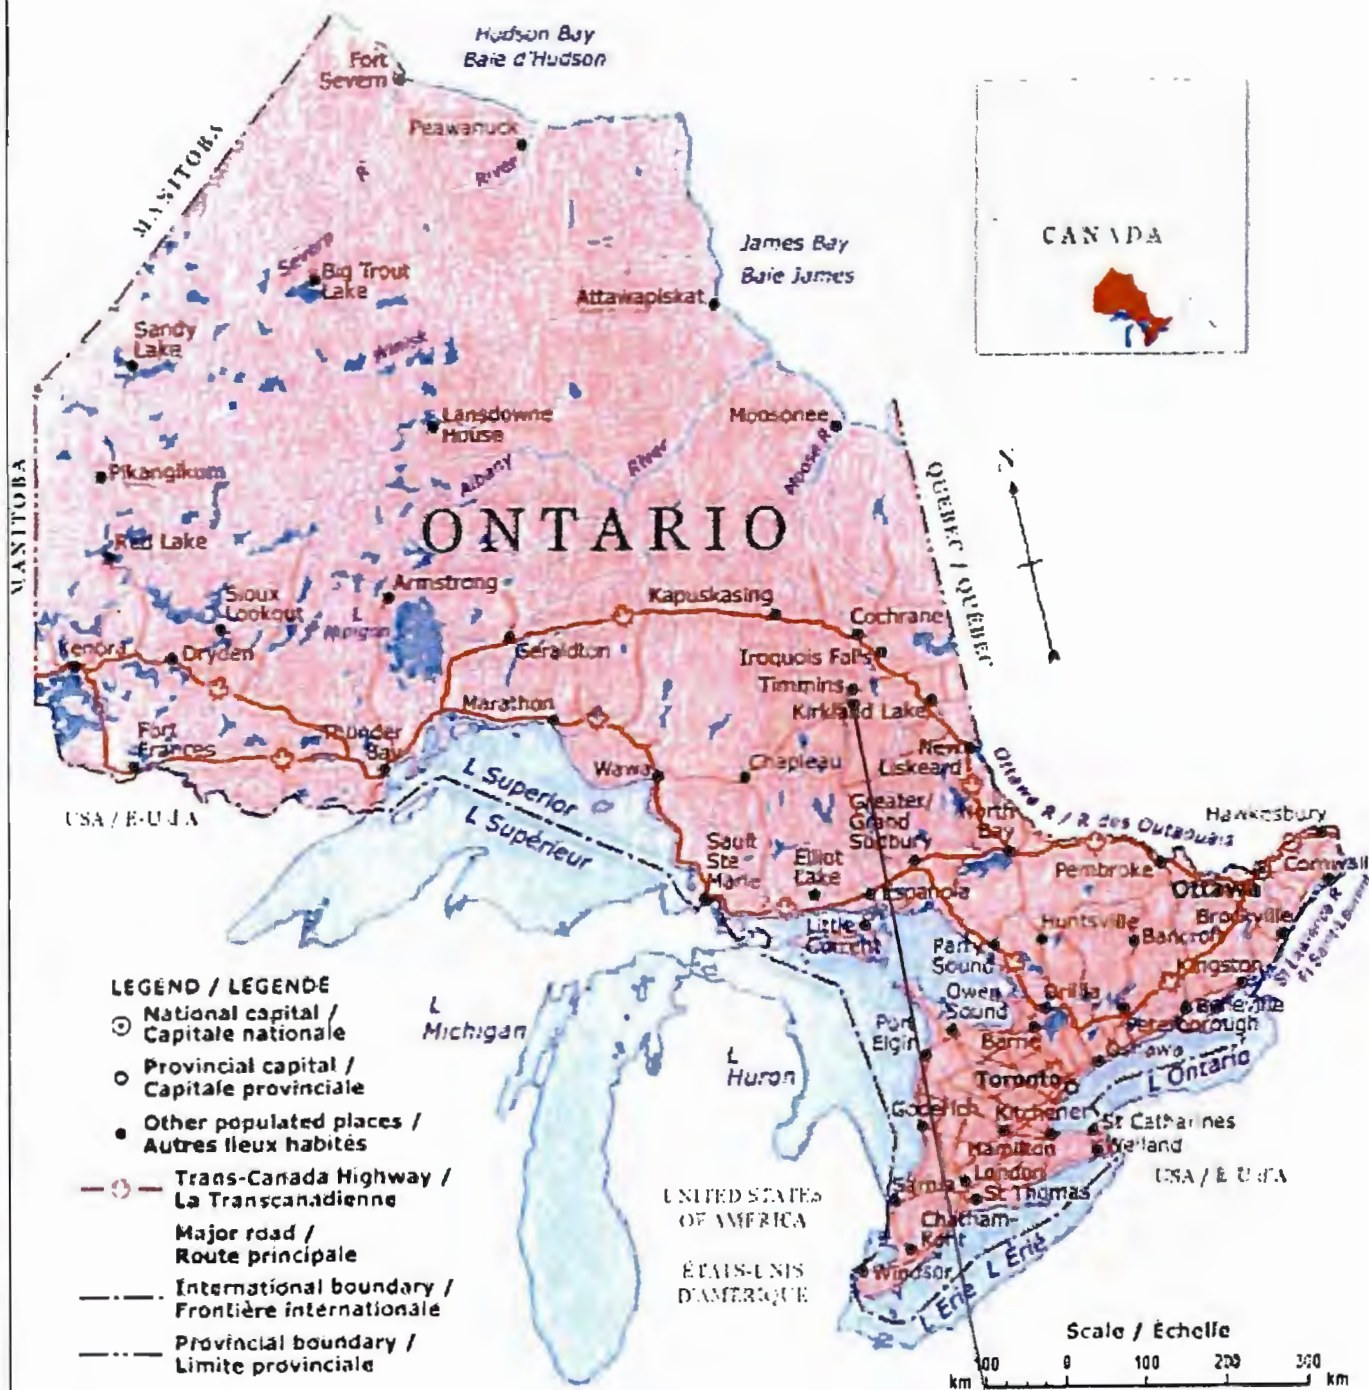 Hudson Bay
Baie d'Hudson
Fort
Severn
Peawanuck
River
R
MANITOBA
James Bay
Baie James
CANADA
Severn
Big Trout
Lake
Attawapiskat
Sandy
Lake
Lansdowne
House
Moosonee
Moose R
Albany
River
Pikangikum
MANITOBA
QUEBEC / QUÉBEC
N
ONTARIO
Red Lake
Armstrong
Sioux
Lookout
L
Nipigon
Kapuskasing
Cochrane
Kenora
Dryden
Geraldton
Iroquois Falls
Timmins
Kirkland Lake
Marathon
Fort
Frances
Thunder
Bay
Wawa
Chapleau
New
Liskeard
L Superior
L Supérieur
USA / É-U d'A
Greater/
Grand
Sudbury
North
Bay
Ottawa R / R des Outaouais
Hawkesbury
Sault
Ste
Marie
Elliot
Lake
Espanola
Pembroke
Ottawa
Cornwall
Little
Current
Parry
Sound
Huntsville
Bancroft
Brockville
Kingston
St Lawrence R
Owen
Sound
Orillia
Belleville
Peterborough
Port
Elgin
Barrie
Oshawa
L
Michigan
L
Huron
Toronto
L Ontario
Goderich
Kitchener
St Catharines
Hamilton
Welland
London
Sarnia
St Thomas
USA / É-U d'A
UNITED STATES
OF AMERICA
ÉTATS-UNIS
D'AMÉRIQUE
Chatham-
Kent
Windsor
L Erie
L Érié
LEGEND / LÉGENDE
National capital /
Capitale nationale
Provincial capital /
Capitale provinciale
Other populated places /
Autres lieux habités
Trans-Canada Highway /
La Transcanadienne
Major road /
Route principale
International boundary /
Frontière internationale
Provincial boundary /
Limite provinciale
Scale / Échelle
km 100 0 100 200 300 km